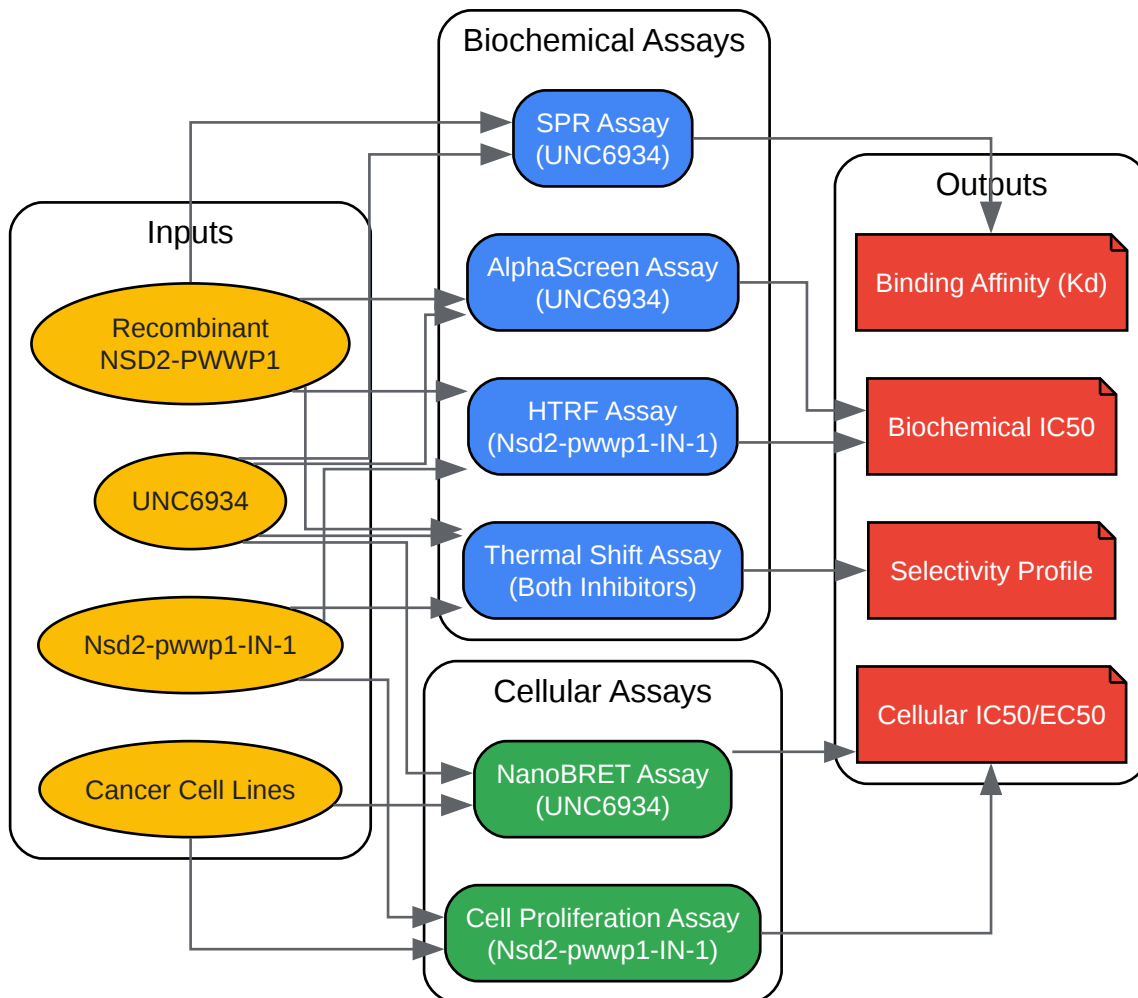 Inputs
Recombinant
NSD2-PWWP1
UNC6934
Nsd2-pwwp1-IN-1
Cancer Cell Lines
Biochemical Assays
SPR Assay
(UNC6934)
AlphaScreen Assay
(UNC6934)
HTRF Assay
(Nsd2-pwwp1-IN-1)
Thermal Shift Assay
(Both Inhibitors)
Cellular Assays
NanoBRET Assay
(UNC6934)
Cell Proliferation Assay
(Nsd2-pwwp1-IN-1)
Outputs
Binding Affinity (Kd)
Biochemical IC50
Selectivity Profile
Cellular IC50/EC50